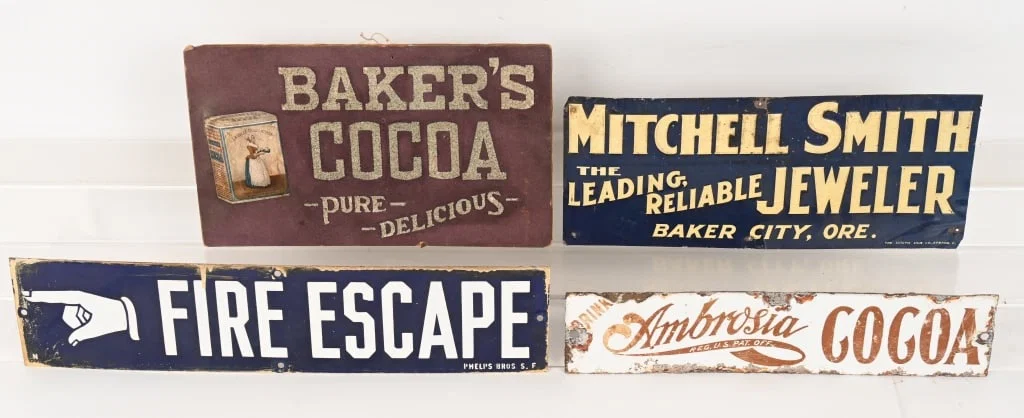 BAKER'S
COCOA
-PURE-
-DELICIOUS-
MITCHELL SMITH
THE
LEADING,
RELIABLE
JEWELER
BAKER CITY, ORE.
FIRE ESCAPE
N
PHELPS BROS S. F
DRINK
Ambrosia
REG. U.S. PAT. OFF.
COCOA